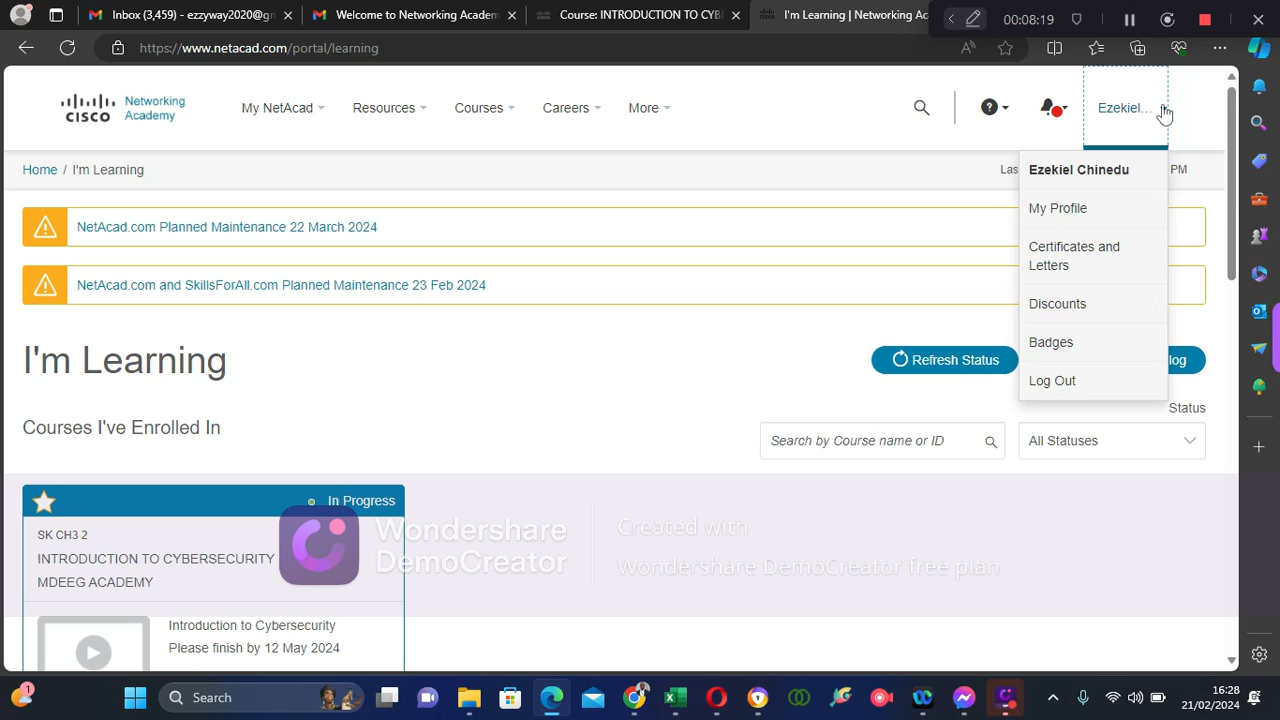 Inbox (3,459) - ezzyway2020@gn
Welcome to Networking Academ
Course: INTRODUCTION TO CYBI
I'm Learning | Networking Ac
00:08:19
https://www.netacad.com/portal/learning
cisco Networking Academy
My NetAcad
Resources
Courses
Careers
More
Ezekiel...
Home / I'm Learning
Las
PM
Ezekiel Chinedu
My Profile
Certificates and
Letters
Discounts
Badges
Log Out
NetAcad.com Planned Maintenance 22 March 2024
NetAcad.com and SkillsForAll.com Planned Maintenance 23 Feb 2024
I'm Learning
Refresh Status
log
Courses I've Enrolled In
Status
Search by Course name or ID
All Statuses
In Progress
SK CH3 2
INTRODUCTION TO CYBERSECURITY
MDEEG ACADEMY
Wondershare
DemoCreator
Created with
Wondershare DemoCreator free plan
Introduction to Cybersecurity
Please finish by 12 May 2024
1
Search
16:28
21/02/2024